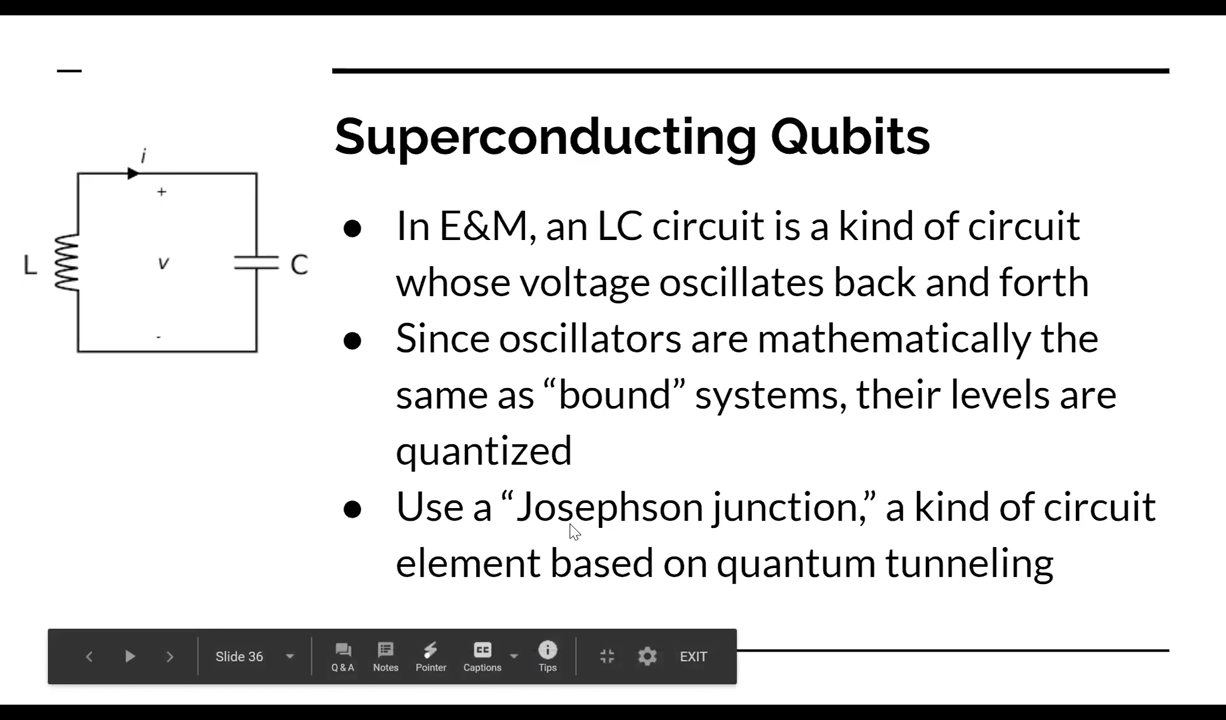 Superconducting Qubits
i
+
L
v
C
-
● In E&M, an LC circuit is a kind of circuit
whose voltage oscillates back and forth
● Since oscillators are mathematically the
same as “bound” systems, their levels are
quantized
● Use a “Josephson junction,” a kind of circuit
element based on quantum tunneling
Slide 36
Q & A
Notes
Pointer
CC
Captions
Tips
EXIT